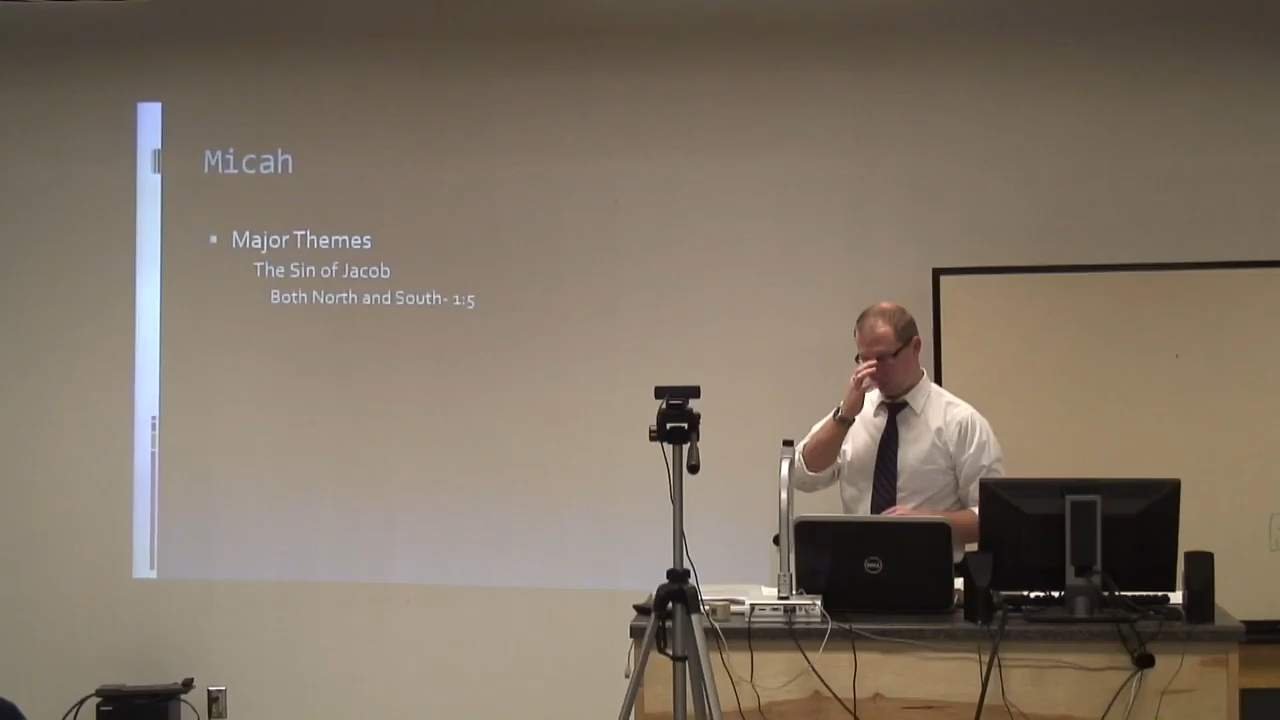 Micah
Major Themes
The Sin of Jacob
Both North and South- 1:5
DELL